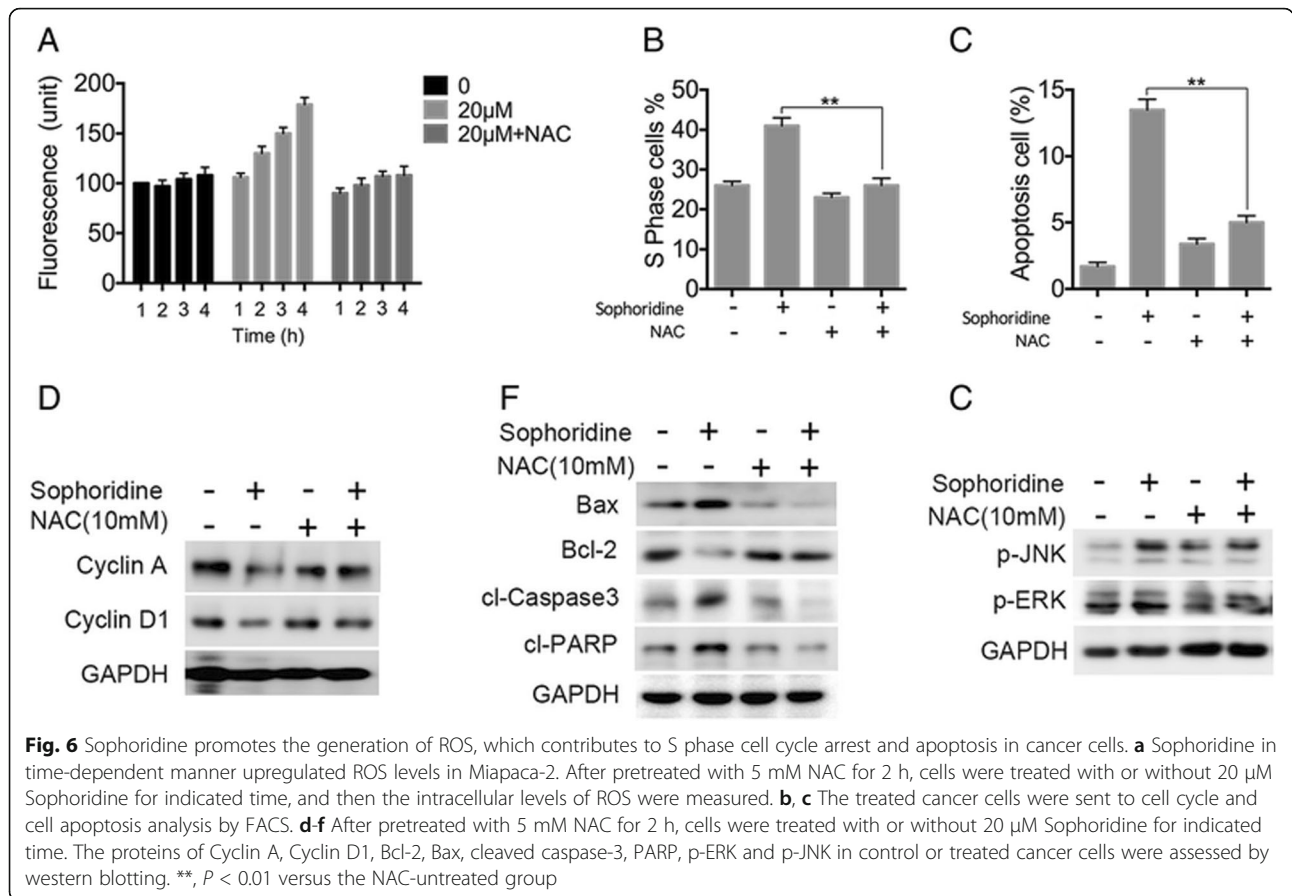 A
Fluorescence (unit)
200
150
100
50
0
1 2 3 4 1 2 3 4 1 2 3 4
Time (h)
0
20μM
20μM+NAC
B
S Phase cells %
60
50
40
30
20
10
0
**
Sophoridine - + - +
NAC - - + +
C
Apoptosis cell (%)
15
10
5
0
**
Sophoridine - + - +
NAC - - + +
D
Sophoridine - + - +
NAC(10mM) - - + +
Cyclin A
Cyclin D1
GAPDH
F
Sophoridine - + - +
NAC(10mM) - - + +
Bax
Bcl-2
cl-Caspase3
cl-PARP
GAPDH
C
Sophoridine - + - +
NAC(10mM) - - + +
p-JNK
p-ERK
GAPDH
Fig. 6 Sophoridine promotes the generation of ROS, which contributes to S phase cell cycle arrest and apoptosis in cancer cells. a Sophoridine in
time-dependent manner upregulated ROS levels in Miapaca-2. After pretreated with 5 mM NAC for 2 h, cells were treated with or without 20 μM
Sophoridine for indicated time, and then the intracellular levels of ROS were measured. b, c The treated cancer cells were sent to cell cycle and
cell apoptosis analysis by FACS. d-f After pretreated with 5 mM NAC for 2 h, cells were treated with or without 20 μM Sophoridine for indicated
time. The proteins of Cyclin A, Cyclin D1, Bcl-2, Bax, cleaved caspase-3, PARP, p-ERK and p-JNK in control or treated cancer cells were assessed by
western blotting. **, P < 0.01 versus the NAC-untreated group